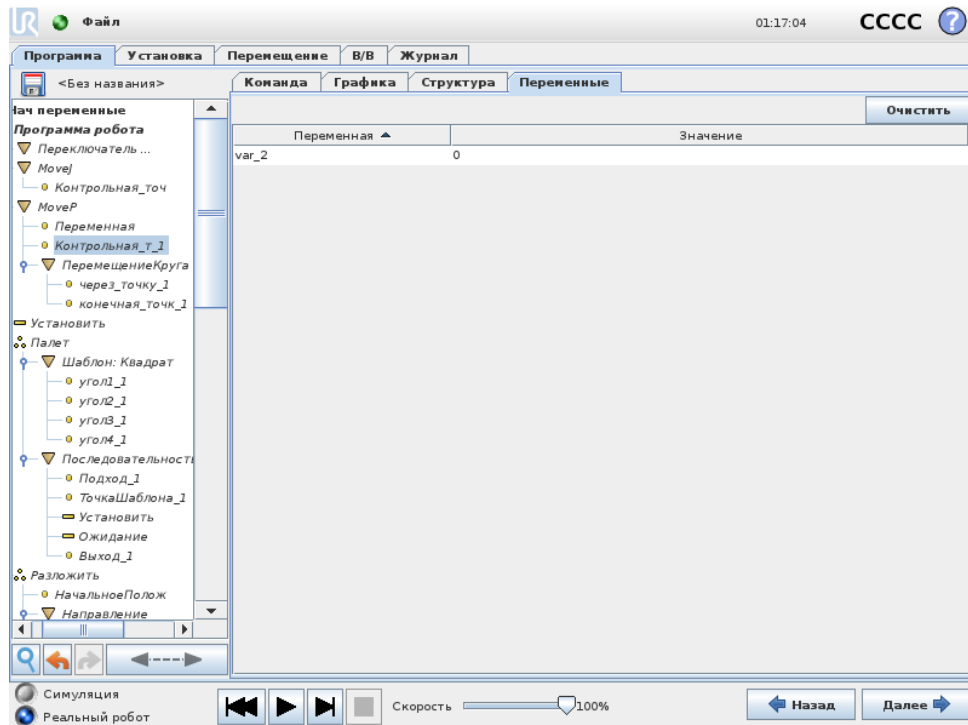 Файл 01:17:04 CCCC ?
Программа Установка Перемещение В/В Журнал
<Без названия> Команда Графика Структура Переменные
Нач переменные Очистить
Программа робота Переменная Значение
Переключатель ... var_2 0
MoveJ
Контрольная_точ
MoveP
Переменная
Контрольная_т_1
ПеремещениеКруга
через_точку_1
конечная_точк_1
Установить
Палет
Шаблон: Квадрат
угол1_1
угол2_1
угол3_1
угол4_1
Последовательность
Подход_1
ТочкаШаблона_1
Установить
Ожидание
Выход_1
Разложить
НачальноеПолож
Направление
Симуляция
Реальный робот
Скорость 100% Назад Далее